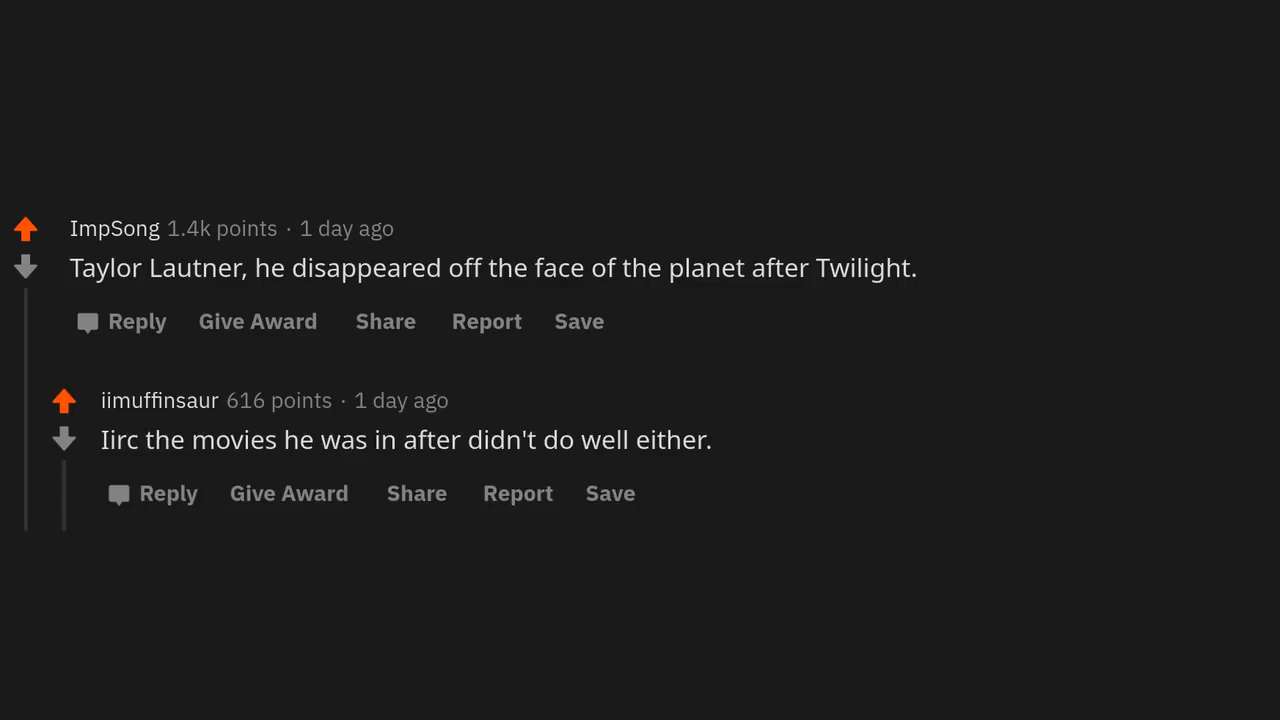 ImpSong 1.4k points · 1 day ago
Taylor Lautner, he disappeared off the face of the planet after Twilight.
Reply Give Award Share Report Save
iimuffinsaur 616 points · 1 day ago
Iirc the movies he was in after didn't do well either.
Reply Give Award Share Report Save